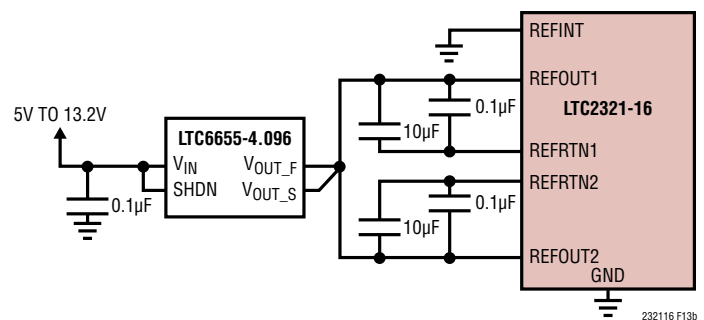 5V TO 13.2V
0.1µF
LTC6655-4.096
VIN
SHDN
VOUT_F
VOUT_S
10µF
0.1µF
10µF
0.1µF
REFINT
REFOUT1
LTC2321-16
REFRTN1
REFRTN2
REFOUT2
GND
232116 F13b